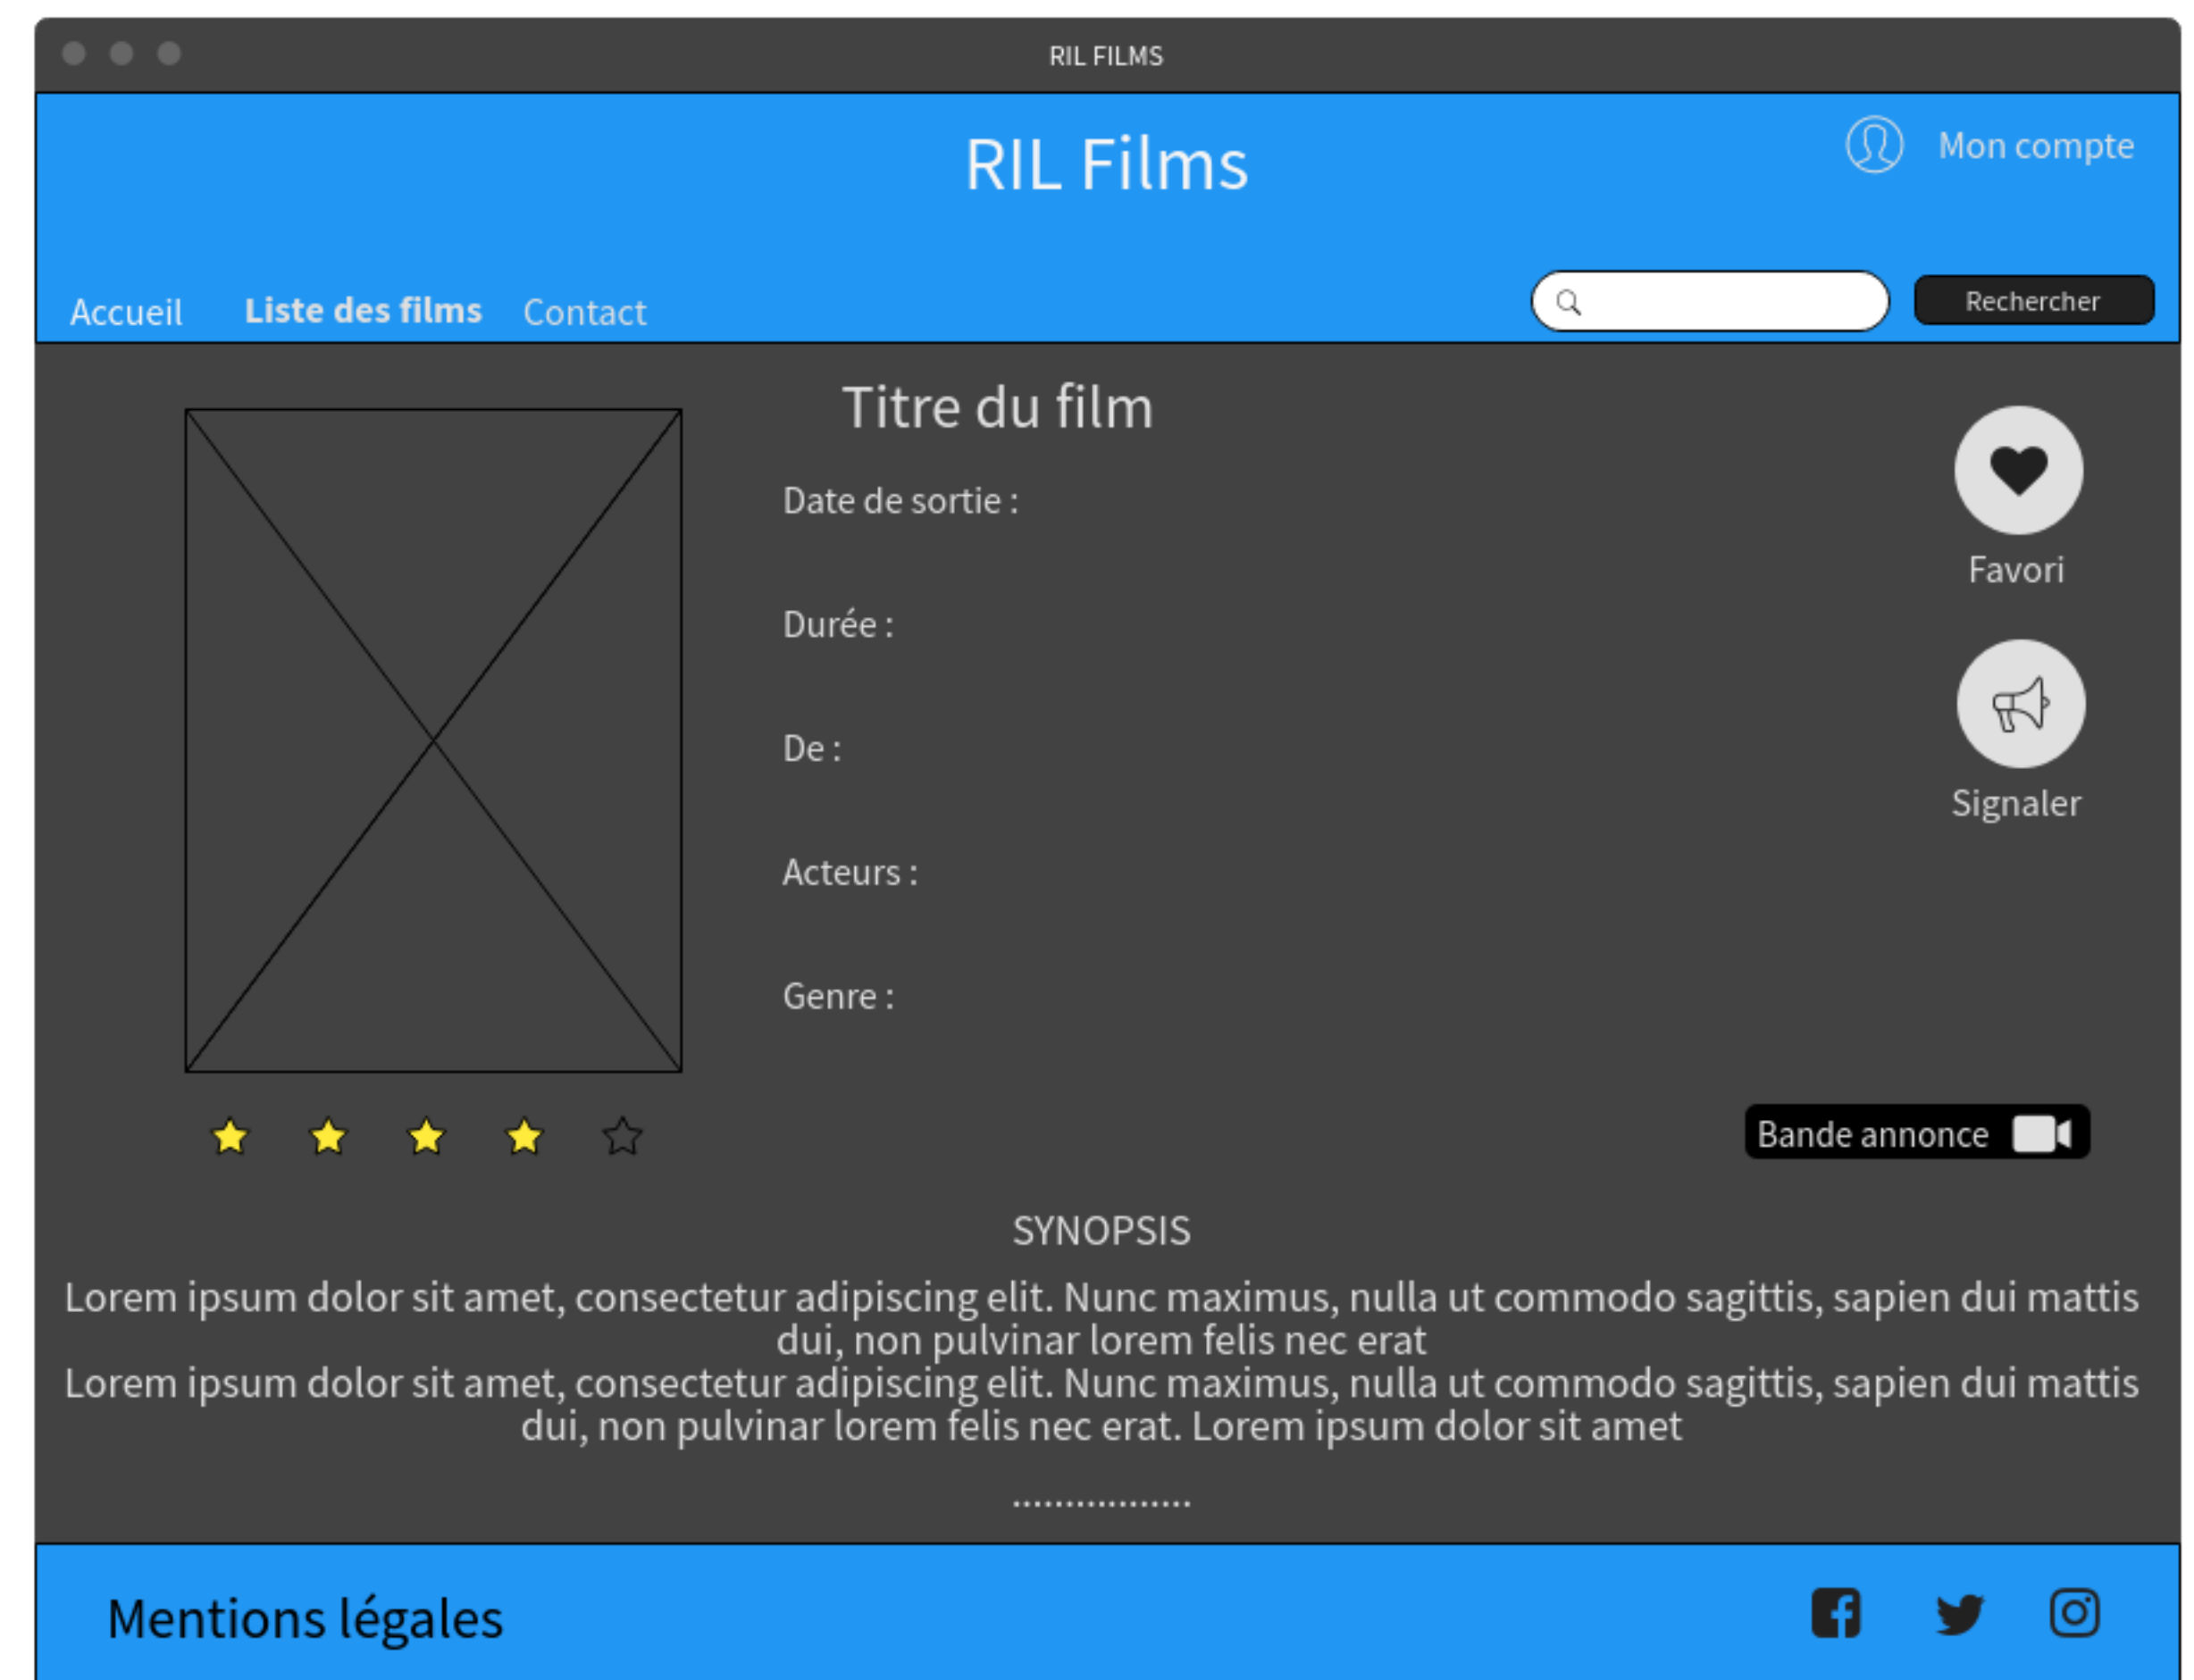 RIL FILMS
RIL Films
Mon compte
Accueil Liste des films Contact
Rechercher
Titre du film
Date de sortie :
Durée :
De :
Acteurs :
Genre :
Favori
Signaler
Bande annonce
SYNOPSIS
Lorem ipsum dolor sit amet, consectetur adipiscing elit. Nunc maximus, nulla ut commodo sagittis, sapien dui mattis
dui, non pulvinar lorem felis nec erat
Lorem ipsum dolor sit amet, consectetur adipiscing elit. Nunc maximus, nulla ut commodo sagittis, sapien dui mattis
dui, non pulvinar lorem felis nec erat. Lorem ipsum dolor sit amet
.................
Mentions légales